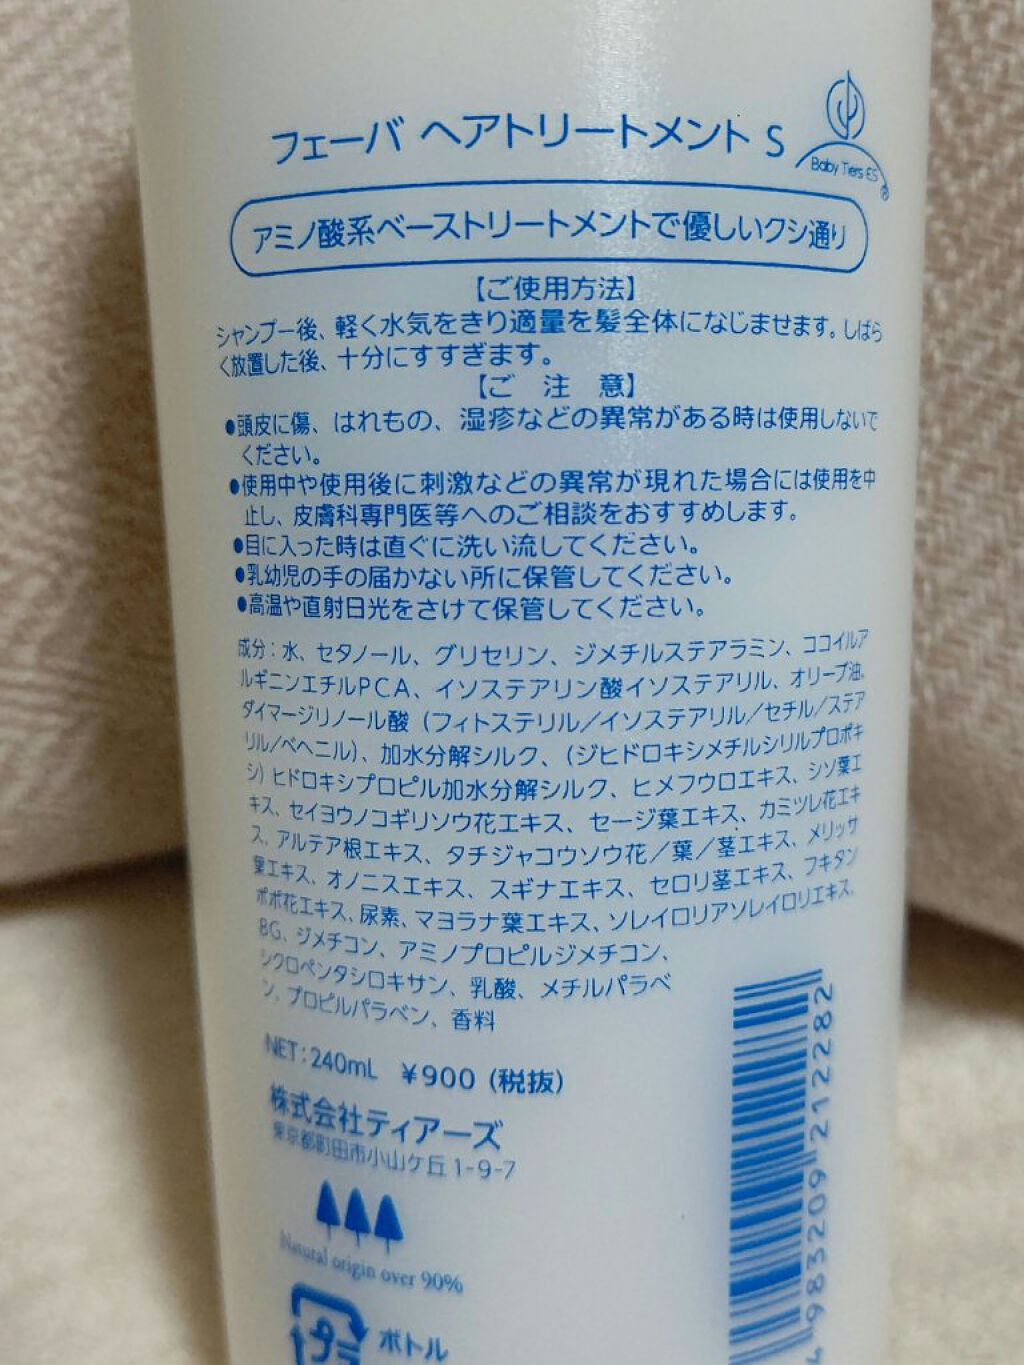 フェーバ ヘアトリートメント S
Baby Tiers ES
アミノ酸系ベーストリートメントで優しいクシ通り
【ご使用方法】
シャンプー後、軽く水気をきり適量を髪全体になじませます。しばら
く放置した後、十分にすすぎます。
【ご 注 意】
●頭皮に傷、はれもの、湿疹などの異常がある時は使用しないで
ください。
●使用中や使用後に刺激などの異常が現れた場合には使用を中
止し、皮膚科専門医等へのご相談をおすすめします。
●目に入った時は直ぐに洗い流してください。
●乳幼児の手の届かない所に保管してください。
●高温や直射日光をさけて保管してください。
成分:水、セタノール、グリセリン、ジメチルステアラミン、ココイルア
ルギニンエチルPCA、イソステアリン酸イソステアリル、オリーブ油、
ダイマージリノール酸(フィトステリル/イソステアリル/セチル/ステア
リル/ベヘニル)、加水分解シルク、(ジヒドロキシメチルシリルプロポキ
シ)ヒドロキシプロピル加水分解シルク、ヒメフウロエキス、シソ葉エ
キス、セイヨウノコギリソウ花エキス、セージ葉エキス、カミツレ花エキ
ス、アルテア根エキス、タチジャコウソウ花/葉/茎エキス、メリッサ
葉エキス、オノニスエキス、スギナエキス、セロリ茎エキス、フキタン
ポポ花エキス、尿素、マヨラナ葉エキス、ソレイロリアソレイロリエキス、
BG、ジメチコン、アミノプロピルジメチコン、
シクロペンタシロキサン、乳酸、メチルパラベ
ン、プロピルパラベン、香料
NET:240mL ¥900(税抜)
株式会社ティアーズ
東京都町田市小山ケ丘1-9-7
Natural origin over 90%
プラ
ボトル
4 983209 212282